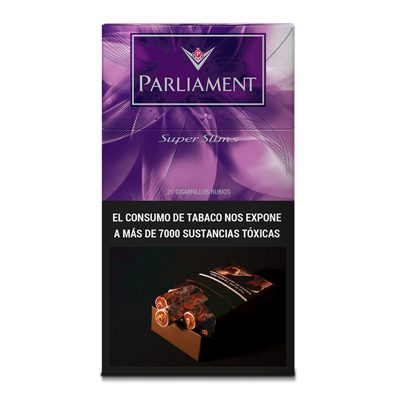 PARLIAMENT
Super Slims
20 CIGARRILLOS RUBIOS
EL CONSUMO DE TABACO NOS EXPONE
A MÁS DE 7000 SUSTANCIAS TÓXICAS